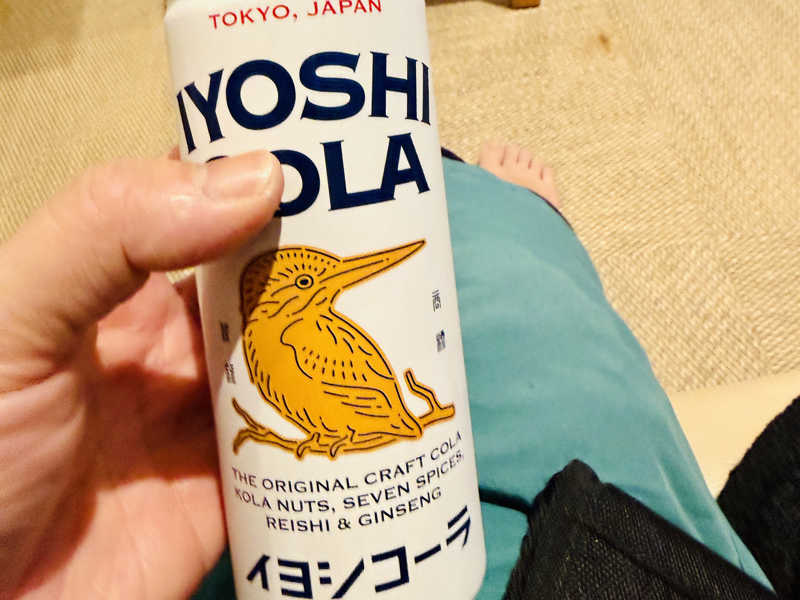 TOKYO, JAPAN
IYOSHI
COLA
THE ORIGINAL CRAFT COLA
KOLA NUTS, SEVEN SPICES,
REISHI & GINSENG
イヨシコーラ